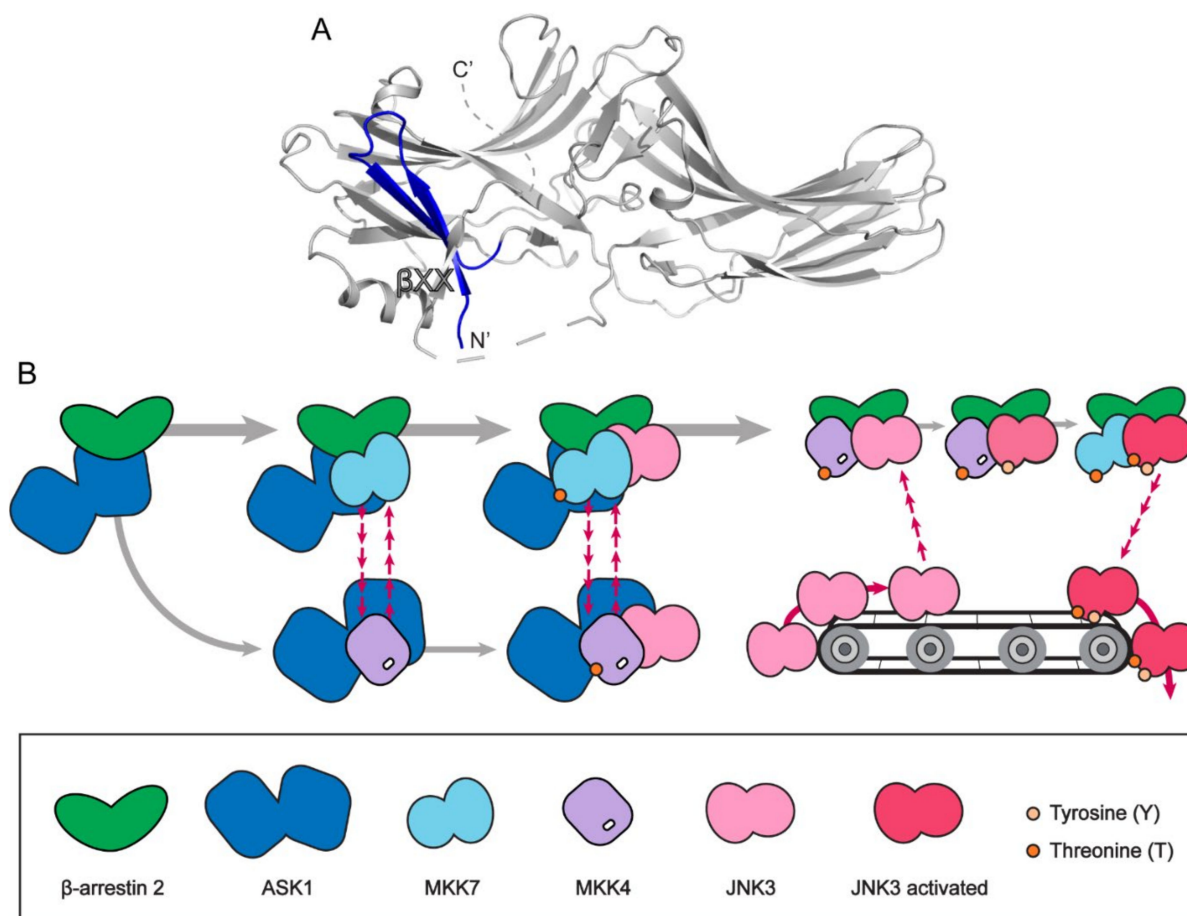 A
C’
βXX
N’
B
β-arrestin 2
ASK1
MKK7
MKK4
JNK3
JNK3 activated
Tyrosine (Y)
Threonine (T)